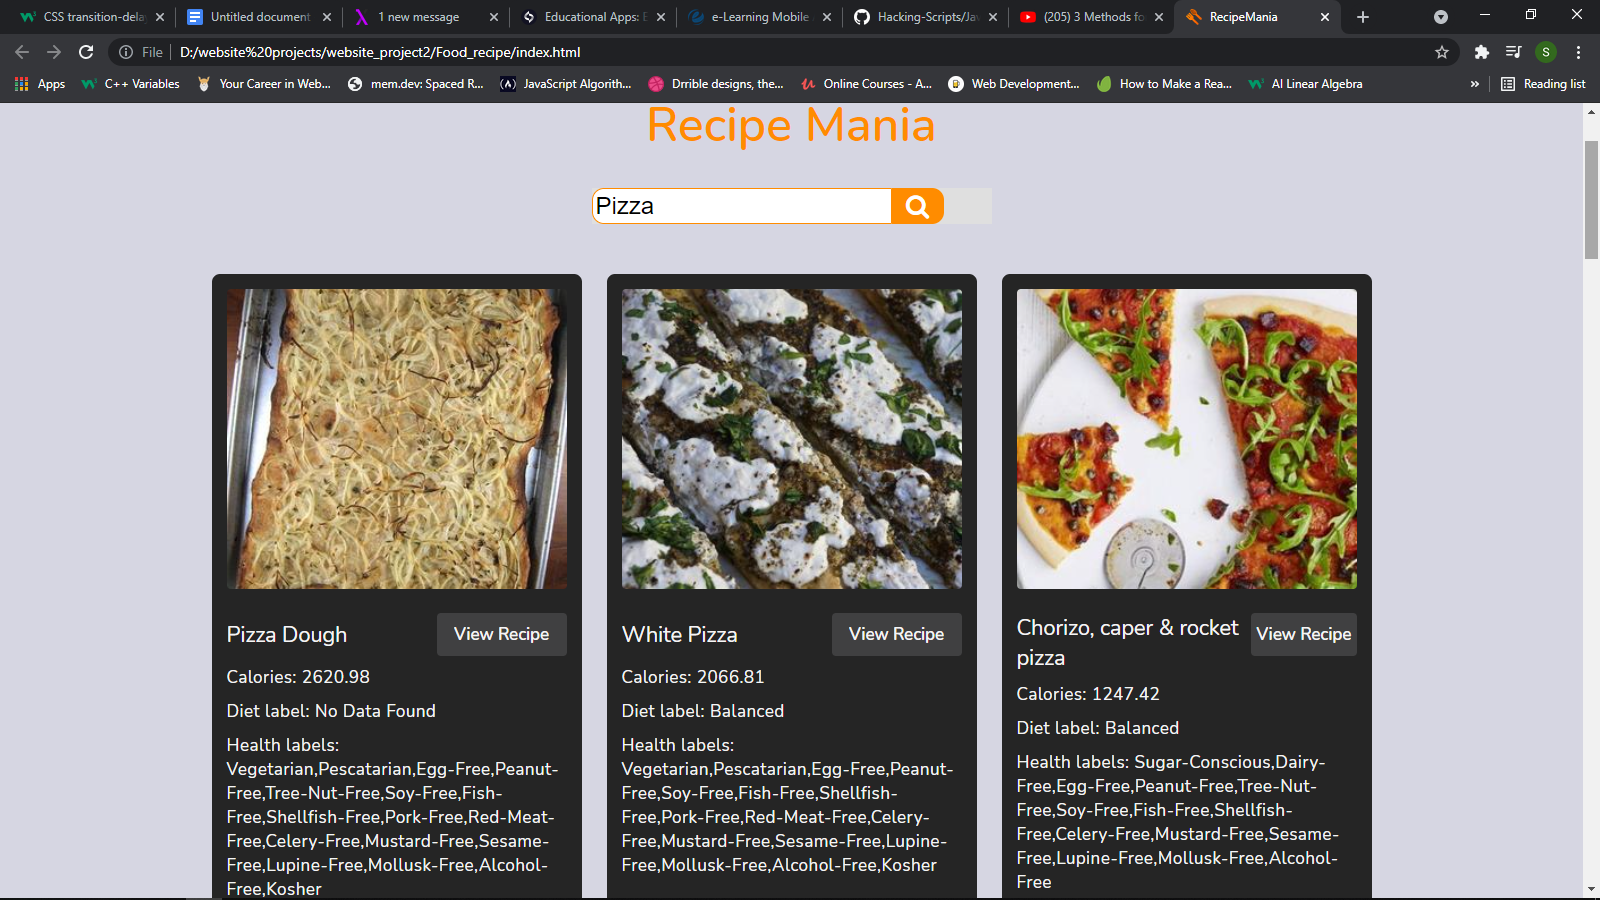 CSS transition-dela
Untitled document
1 new message
Educational Apps: E
e-Learning Mobile
Hacking-Scripts/Jav
(205) 3 Methods fo
RecipeMania
File
D:/website%20projects/website_project2/Food_recipe/index.html
S
Apps
C++ Variables
Your Career in Web...
mem.dev: Spaced R...
JavaScript Algorith...
Drrible designs, the...
Online Courses - A...
Web Development...
How to Make a Rea...
AI Linear Algebra
»
Reading list
Recipe Mania
Pizza
Pizza Dough
View Recipe
Calories: 2620.98
Diet label: No Data Found
Health labels:
Vegetarian,Pescatarian,Egg-Free,Peanut-
Free,Tree-Nut-Free,Soy-Free,Fish-
Free,Shellfish-Free,Pork-Free,Red-Meat-
Free,Celery-Free,Mustard-Free,Sesame-
Free,Lupine-Free,Mollusk-Free,Alcohol-
Free,Kosher
White Pizza
View Recipe
Calories: 2066.81
Diet label: Balanced
Health labels:
Vegetarian,Pescatarian,Egg-Free,Peanut-
Free,Soy-Free,Fish-Free,Shellfish-
Free,Pork-Free,Red-Meat-Free,Celery-
Free,Mustard-Free,Sesame-Free,Lupine-
Free,Mollusk-Free,Alcohol-Free,Kosher
Chorizo, caper & rocket
pizza
View Recipe
Calories: 1247.42
Diet label: Balanced
Health labels: Sugar-Conscious,Dairy-
Free,Egg-Free,Peanut-Free,Tree-Nut-
Free,Soy-Free,Fish-Free,Shellfish-
Free,Celery-Free,Mustard-Free,Sesame-
Free,Lupine-Free,Mollusk-Free,Alcohol-
Free